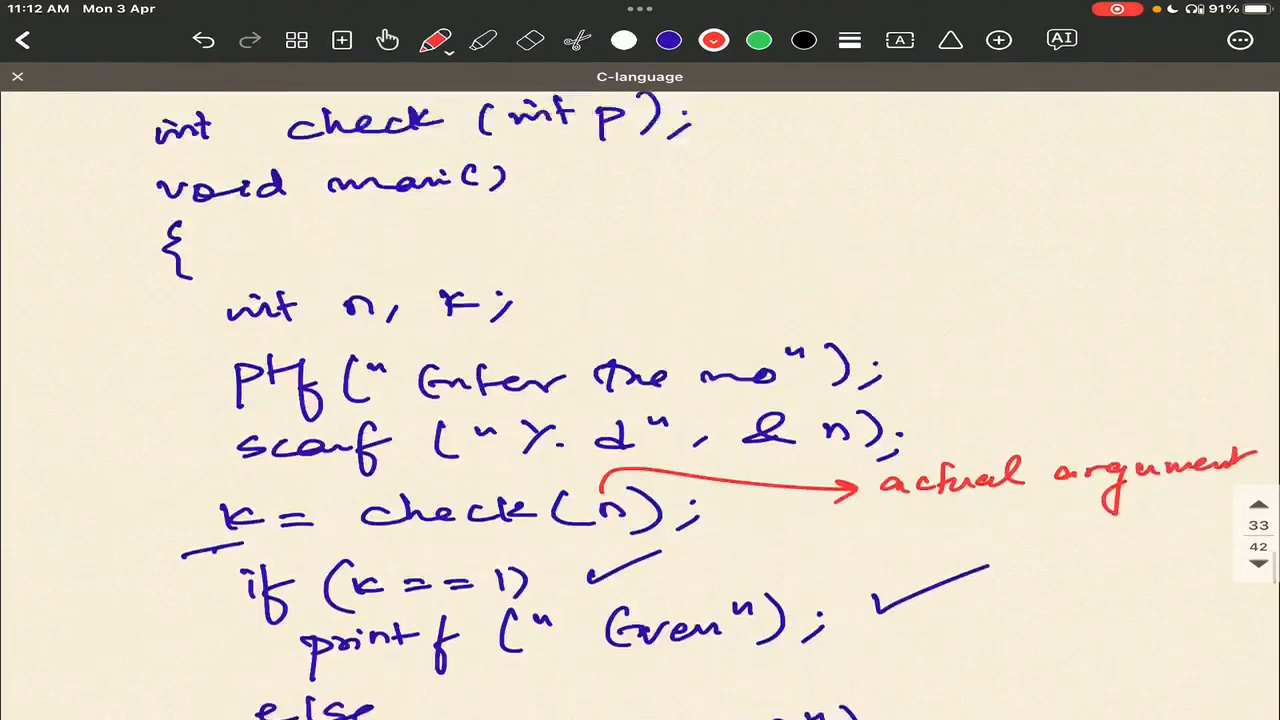 11:12 AM Mon 3 Apr
91%
A
AI
C-language
int check (int p);
void main()
{
int n, k;
ptf (" Enter the no");
scanf (" %. d", & n);
k = check (n); actual argument
if (k == 1)
printf (" Even");
else
33
42